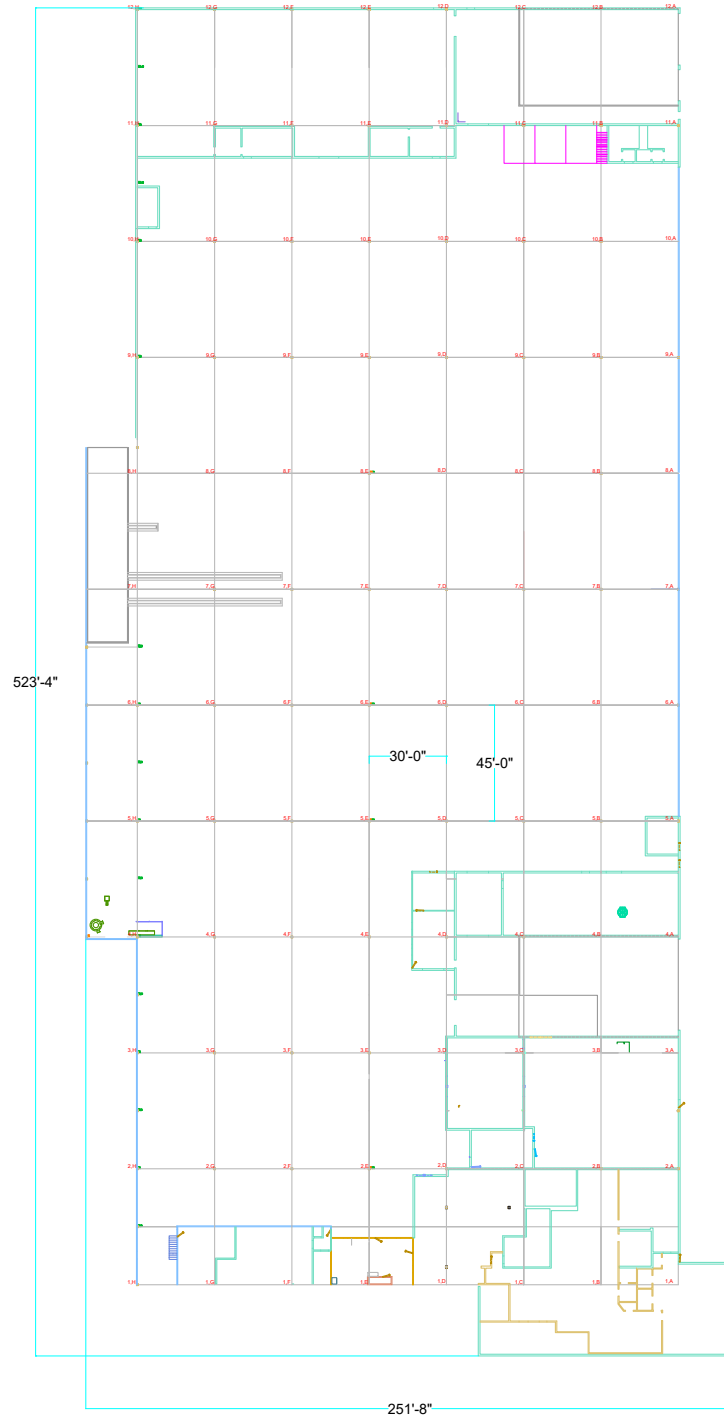 12.H 12.G 12.F 12.E 12.D 12.C 12.B 12.A
11.H 11.G 11.F 11.E 11.D 11.C 11.B 11.A
10.H 10.G 10.F 10.E 10.D 10.C 10.B 10.A
9.H 9.G 9.F 9.E 9.D 9.C 9.B 9.A
8.H 8.G 8.F 8.E 8.D 8.C 8.B 8.A
7.H 7.G 7.F 7.E 7.D 7.C 7.B 7.A
523'-4"
6.H 6.G 6.F 6.E 6.D 6.C 6.B 6.A
30'-0"
45'-0"
5.H 5.G 5.F 5.E 5.D 5.C 5.B 5.A
4.G 4.F 4.E 4.D 4.C 4.B 4.A
3.H 3.G 3.F 3.E 3.D 3.C 3.B 3.A
2.H 2.G 2.F 2.E 2.D 2.C 2.B 2.A
1.H 1.G 1.F 1.E 1.D 1.C 1.B 1.A
251'-8"